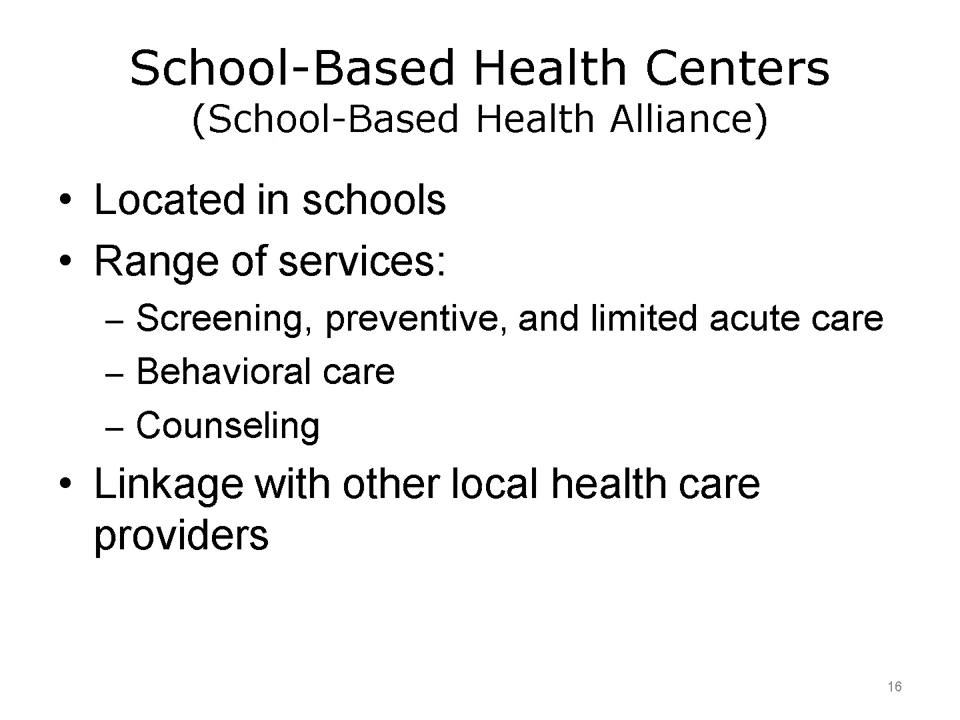 School-Based Health Centers
(School-Based Health Alliance)
• Located in schools
• Range of services:
– Screening, preventive, and limited acute care
– Behavioral care
– Counseling
• Linkage with other local health care
providers
16